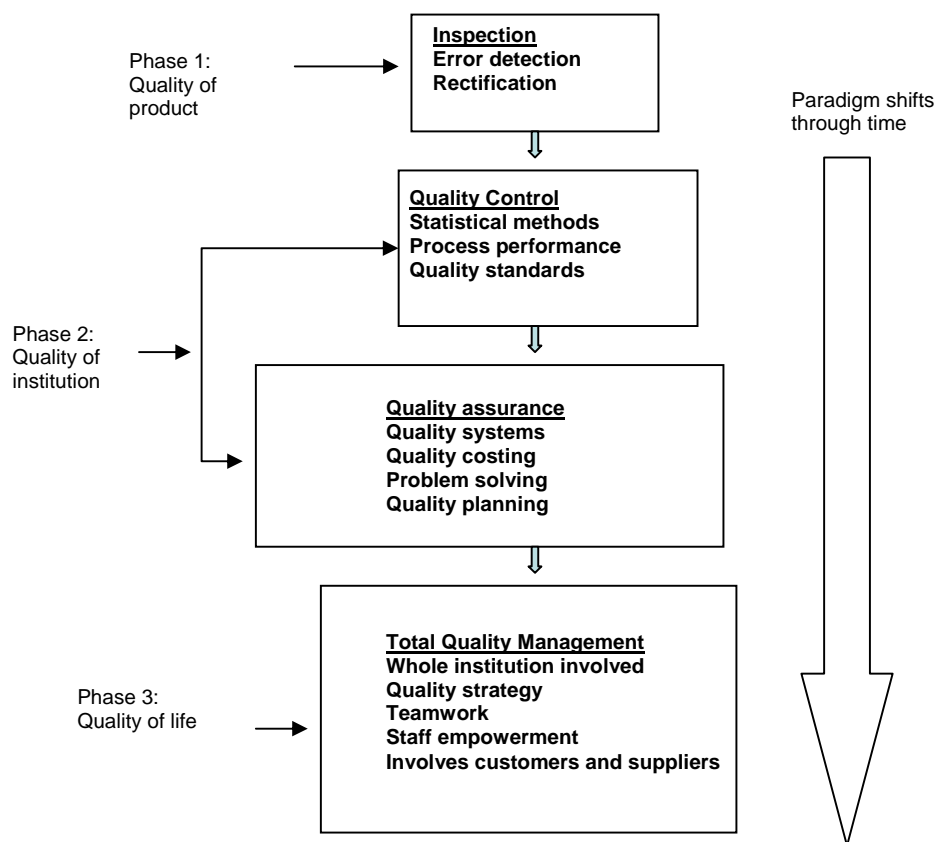 Phase 1:
Quality of
product
Inspection
Error detection
Rectification
Paradigm shifts
through time
Quality Control
Statistical methods
Process performance
Quality standards
Phase 2:
Quality of
institution
Quality assurance
Quality systems
Quality costing
Problem solving
Quality planning
Phase 3:
Quality of life
Total Quality Management
Whole institution involved
Quality strategy
Teamwork
Staff empowerment
Involves customers and suppliers